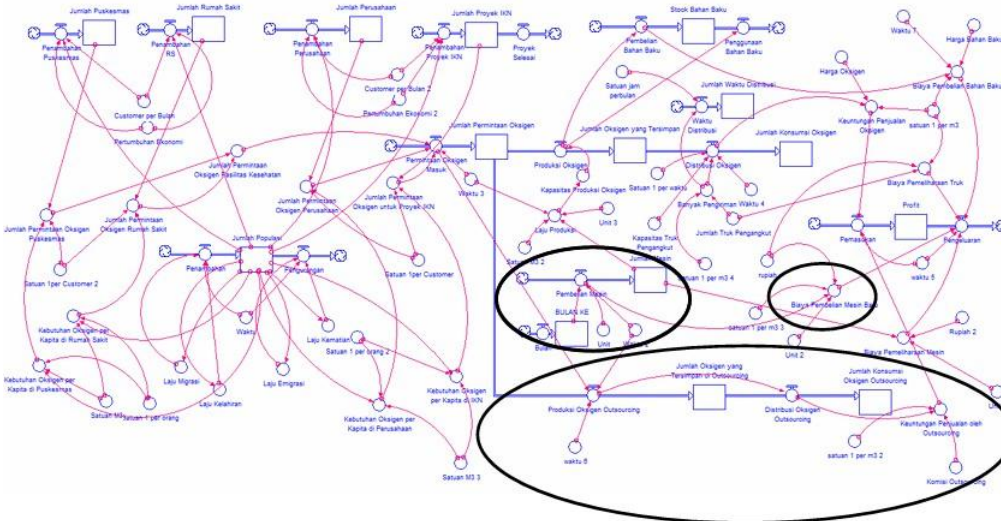 Jumlah Puskesmas
Jumlah Rumah Sakit
Jumlah Perusahaan
Jumlah Proyek IKN
Stock Bahan Baku
Penambahan
Puskesmas
Penambahan
RS
Penambahan
Perusahaan
Penambahan
Proyek IKN
Proyek
Selesai
Pembelian
Bahan Baku
Penggunaan
Bahan Baku
Waktu 7
Harga Bahan Baku
Harga Oksigen
Biaya Pembelian Bahan Baku
Customer per Bulan 2
Satuan jam
perbulan
Jumlah Waktu Distribusi
Customer per Bulan
Pertumbuhan Ekonomi 2
Waktu
Distribusi
Keuntungan Penjualan
Oksigen
satuan 1 per m3
Pertumbuhan Ekonomi
Jumlah Permintaan Oksigen
Jumlah Oksigen yang Tersimpan
Jumlah Konsumsi Oksigen
Jumlah Permintaan
Oksigen Fasilitas Kesehatan
Permintaan Oksigen
Masuk
Produksi Oksigen
Distribusi Oksigen
Waktu 3
Kapasitas Produksi Oksigen
Satuan 1 per waktu
Biaya Pemeliharaan Truk
Jumlah Permintaan
Oksigen Perusahaan
Jumlah Permintaan
Oksigen untuk Proyek IKN
Banyak Pengiriman
Waktu 4
Jumlah Permintaan Oksigen
Puskesmas
Jumlah Permintaan
Oksigen Rumah Sakit
Laju Produksi
Unit 3
Kapasitas Truk
Pengangkut
Jumlah Truk Pengangkut
Profit
Pemasukan
Pengeluaran
Jumlah Populasi
Penambahan
Pengurangan
Satuan 1per Customer 2
Satuan 1per Customer
Satuan M3 2
Jumlah Mesin
satuan 1 per m3 4
rupiah
waktu 5
Pembelian Mesin
Biaya Pembelian Mesin Baru
BULAN KE
Kebutuhan Oksigen per
Kapita di Rumah Sakit
Waktu
Laju Kematian
Satuan 1 per orang 2
Bulan
Unit
satuan 1 per m3 3
Unit 2
Rupiah 2
Biaya Pemeliharaan Mesin
Kebutuhan Oksigen per
Kapita di Puskesmas
Laju Migrasi
Laju Emigrasi
Kebutuhan Oksigen
per Kapita di IKN
Jumlah Oksigen yang
Tersimpan di Outsourcing
Jumlah Konsumsi
Oksigen Outsourcing
Satuan M3
satuan 1 per orang
Laju Kelahiran
Kebutuhan Oksigen per
Kapita di Perusahaan
Produksi Oksigen Outsourcing
Distribusi Oksigen
Outsourcing
Keuntungan Penjualan oleh
Outsourcing
waktu 6
satuan 1 per m3 2
Satuan M3 3
Komisi Outsourcing